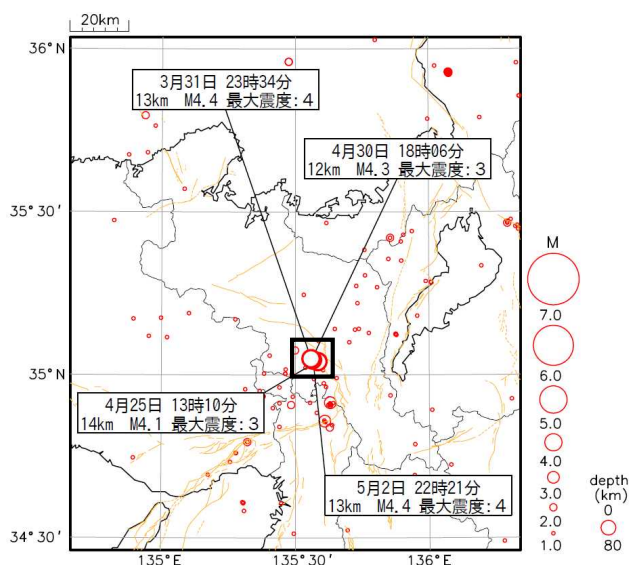 20km
36°N
3月31日 23時34分
13km M4.4 最大震度:4
4月30日 18時06分
12km M4.3 最大震度:3
35°30′
35°N
4月25日 13時10分
14km M4.1 最大震度:3
5月2日 22時21分
13km M4.4 最大震度:4
34°30′
135°E
135°30′
136°E
M
7.0
6.0
5.0
4.0
3.0
2.0
1.0
depth
(km)
0
80